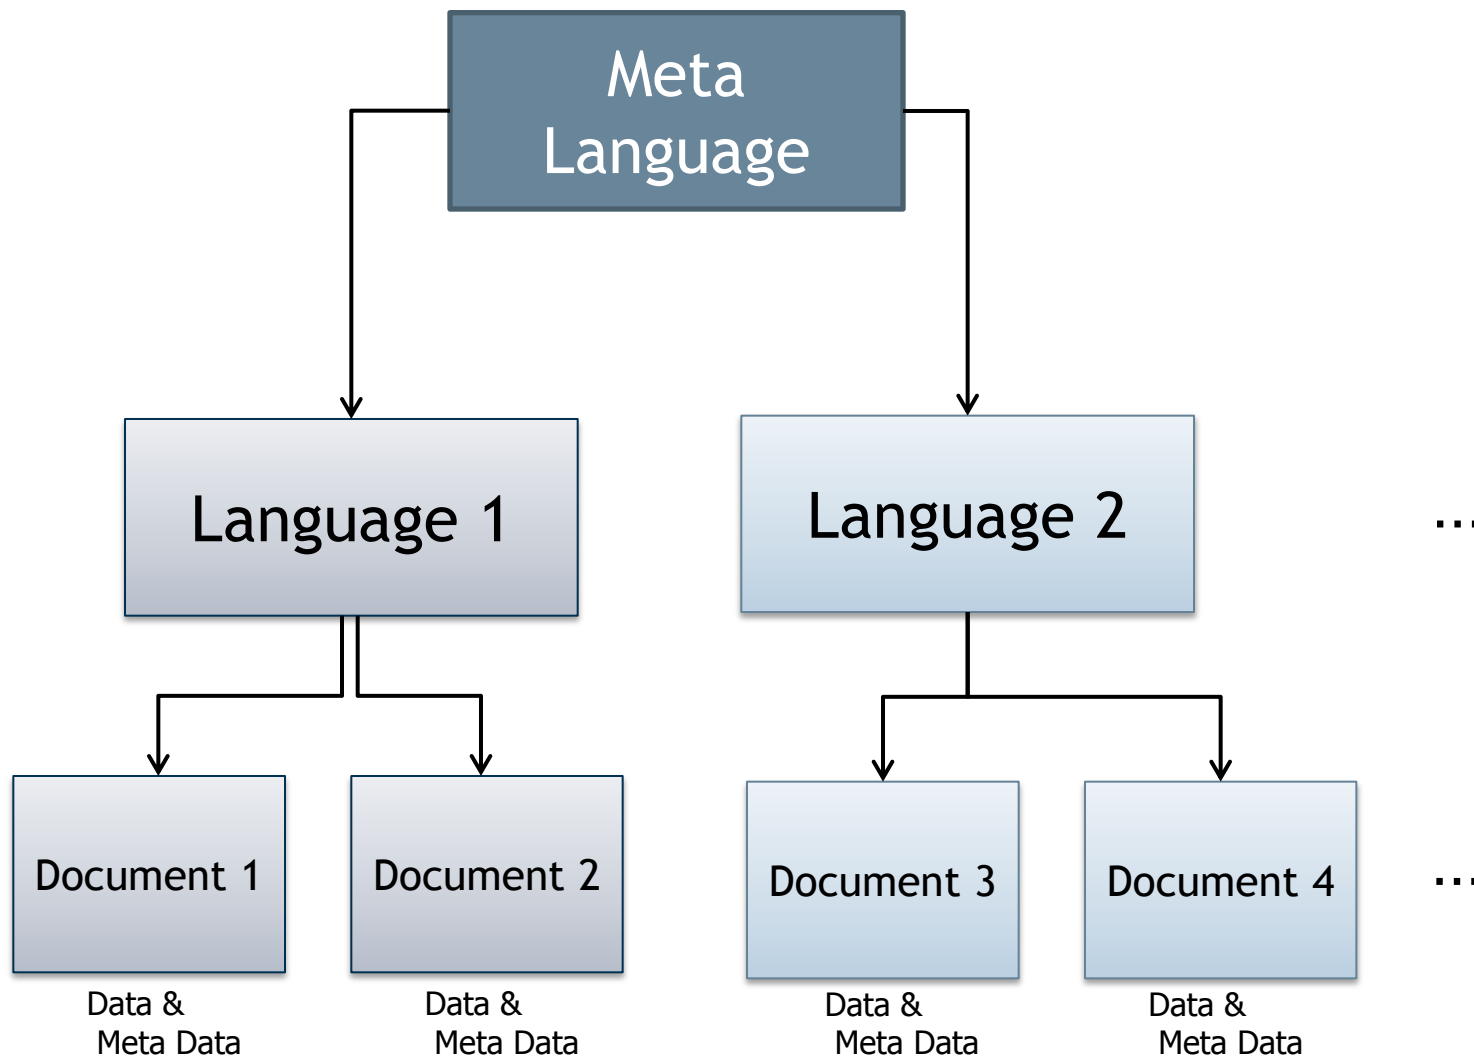 Meta
Language
Language 1
Language 2
...
Document 1
Document 2
Document 3
Document 4
...
Data &
Meta Data
Data &
Meta Data
Data &
Meta Data
Data &
Meta Data